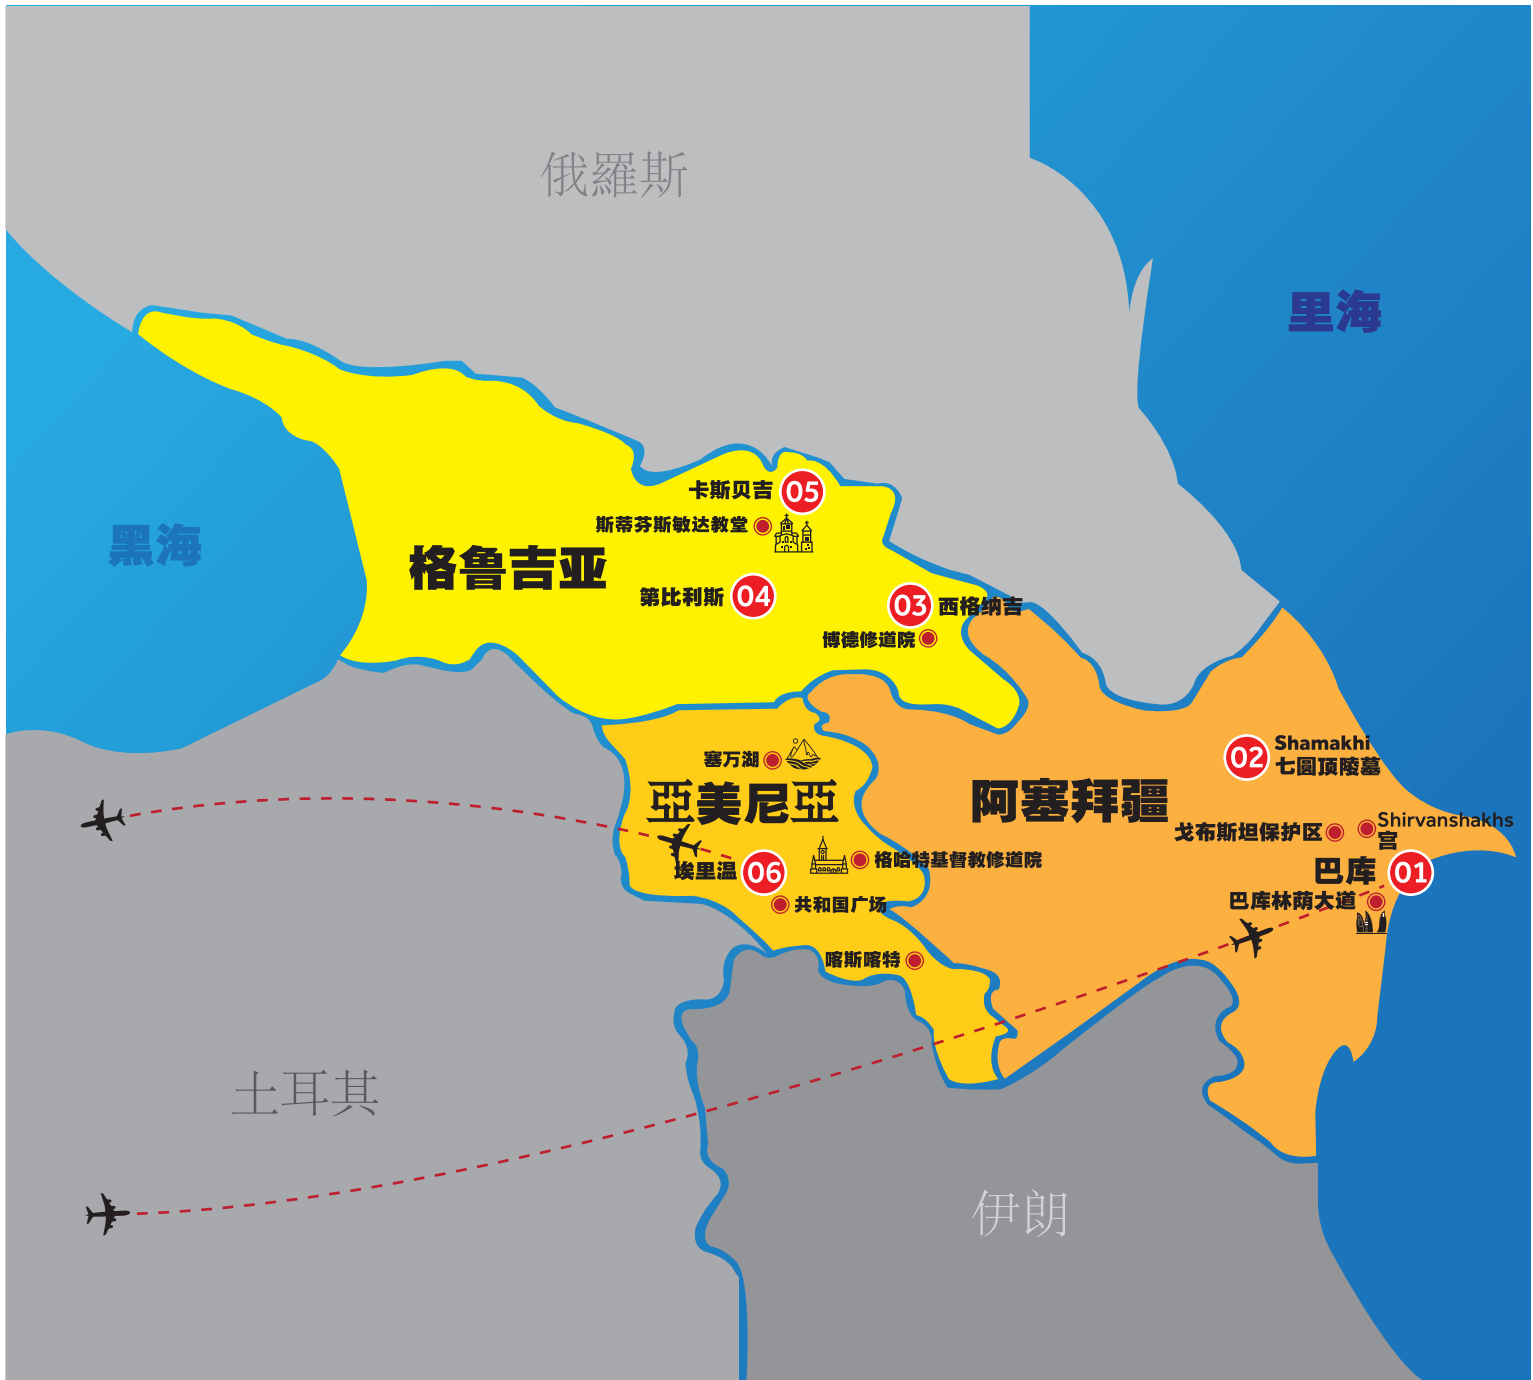 俄羅斯
里海
卡斯贝吉
05
斯蒂芬斯敏达教堂
黑海
格鲁吉亚
第比利斯
04
03
西格纳吉
博德修道院
塞万湖
02
Shamakhi
七圆顶陵墓
亞美尼亞
阿塞拜疆
戈布斯坦保护区
Shirvanshakhs
宫
格哈特基督教修道院
埃里温
06
巴库
01
共和国广场
巴库林荫大道
喀斯喀特
土耳其
伊朗